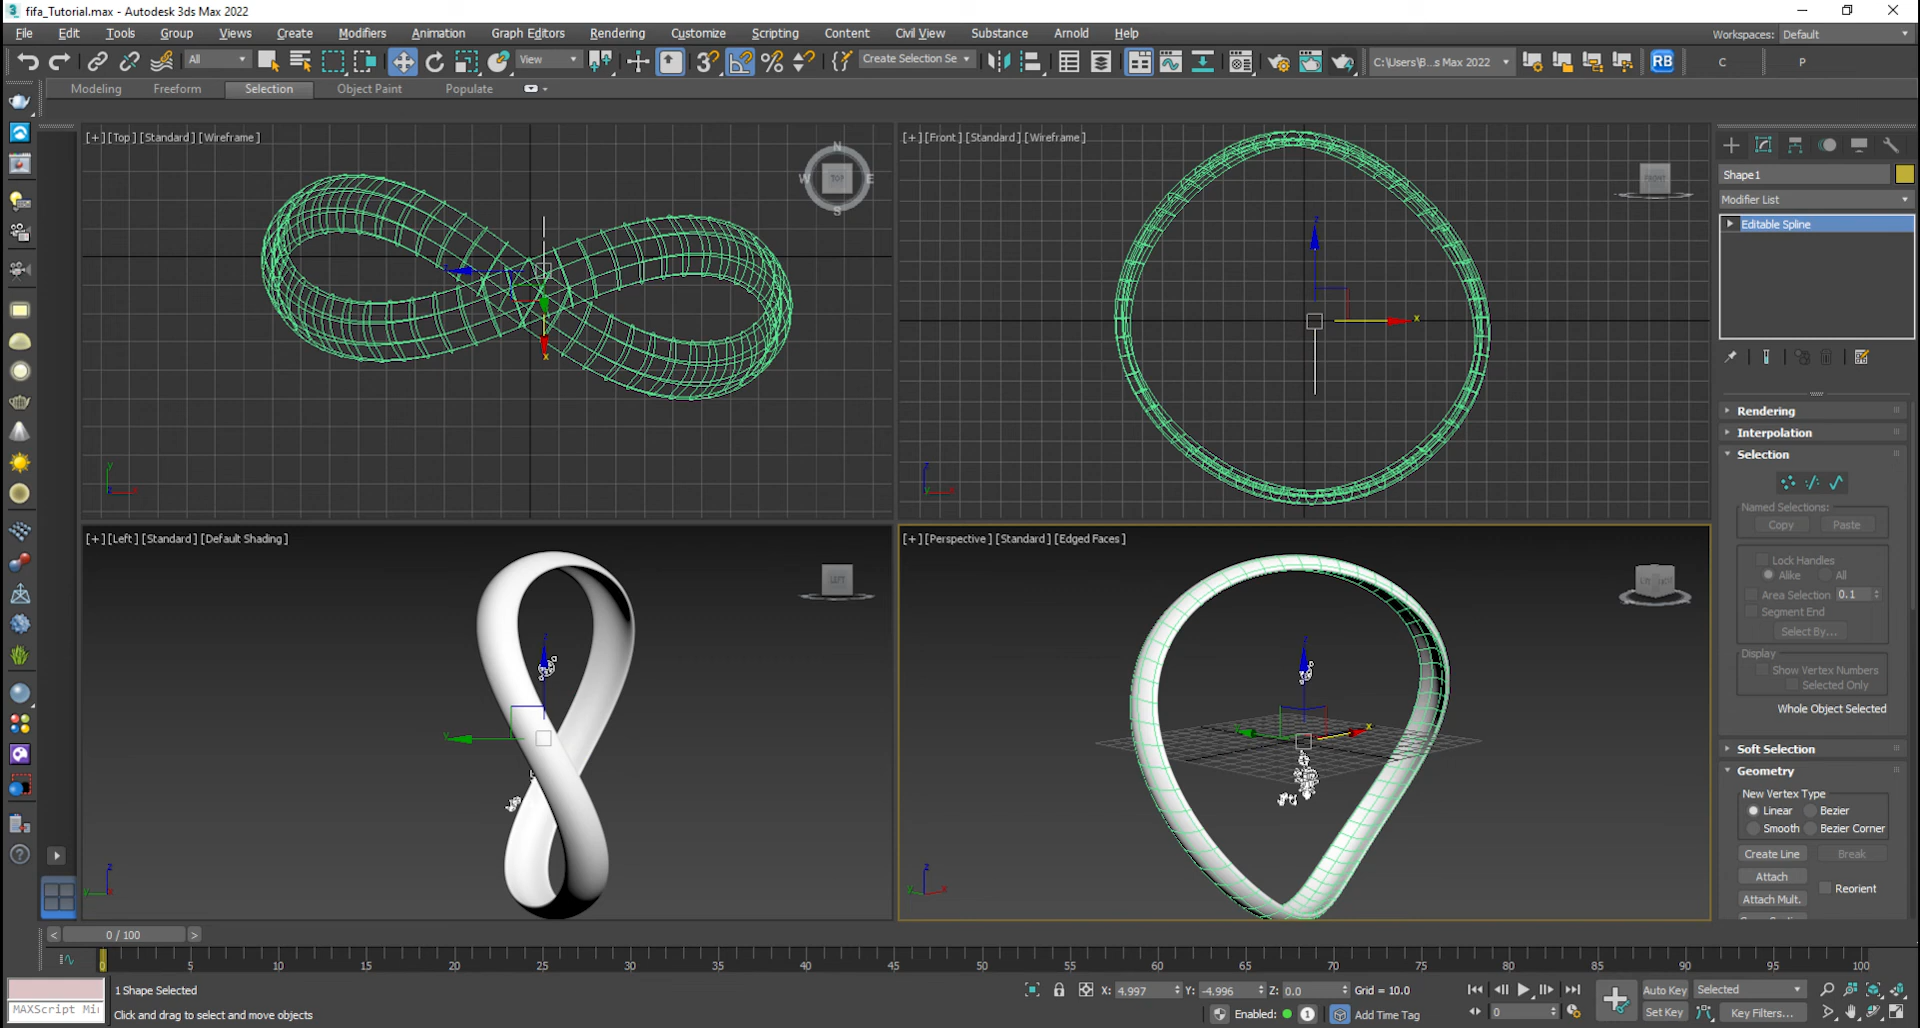 fifa_Tutorial.max - Autodesk 3ds Max 2022
File Edit Tools Group Views Create Modifiers Animation Graph Editors Rendering Customize Scripting Content Civil View Substance Arnold Help
Workspaces: Default
All View Create Selection Se C:\Users\B...s Max 2022 RB C P
Modeling Freeform Selection Object Paint Populate
[+][Top][Standard][Wireframe]
N
W TOP E
S
[+][Front][Standard][Wireframe]
FRONT
Shape1
Modifier List
Editable Spline
z
x
x
y
x
z
y
x
Rendering
Interpolation
Selection
Named Selections:
Copy Paste
Lock Handles
Alike All
Area Selection 0.1
Segment End
Select By...
Display
Show Vertex Numbers
Selected Only
Whole Object Selected
Soft Selection
Geometry
New Vertex Type
Linear Bezier
Smooth Bezier Corner
Create Line Break
Attach Reorient
Attach Mult.
[+][Left][Standard][Default Shading]
LEFT
z
y
z
y x
[+][Perspective][Standard][Edged Faces]
z
x
z
y x
0 / 100
0 5 10 15 20 25 30 35 40 45 50 55 60 65 70 75 80 85 90 95 100
1 Shape Selected
X: 4.997 Y: -4.996 Z: 0.0 Grid = 10.0
Auto Key Selected
MAXScript Mi
Click and drag to select and move objects
Enabled: 1 Add Time Tag
0
Set Key Key Filters...